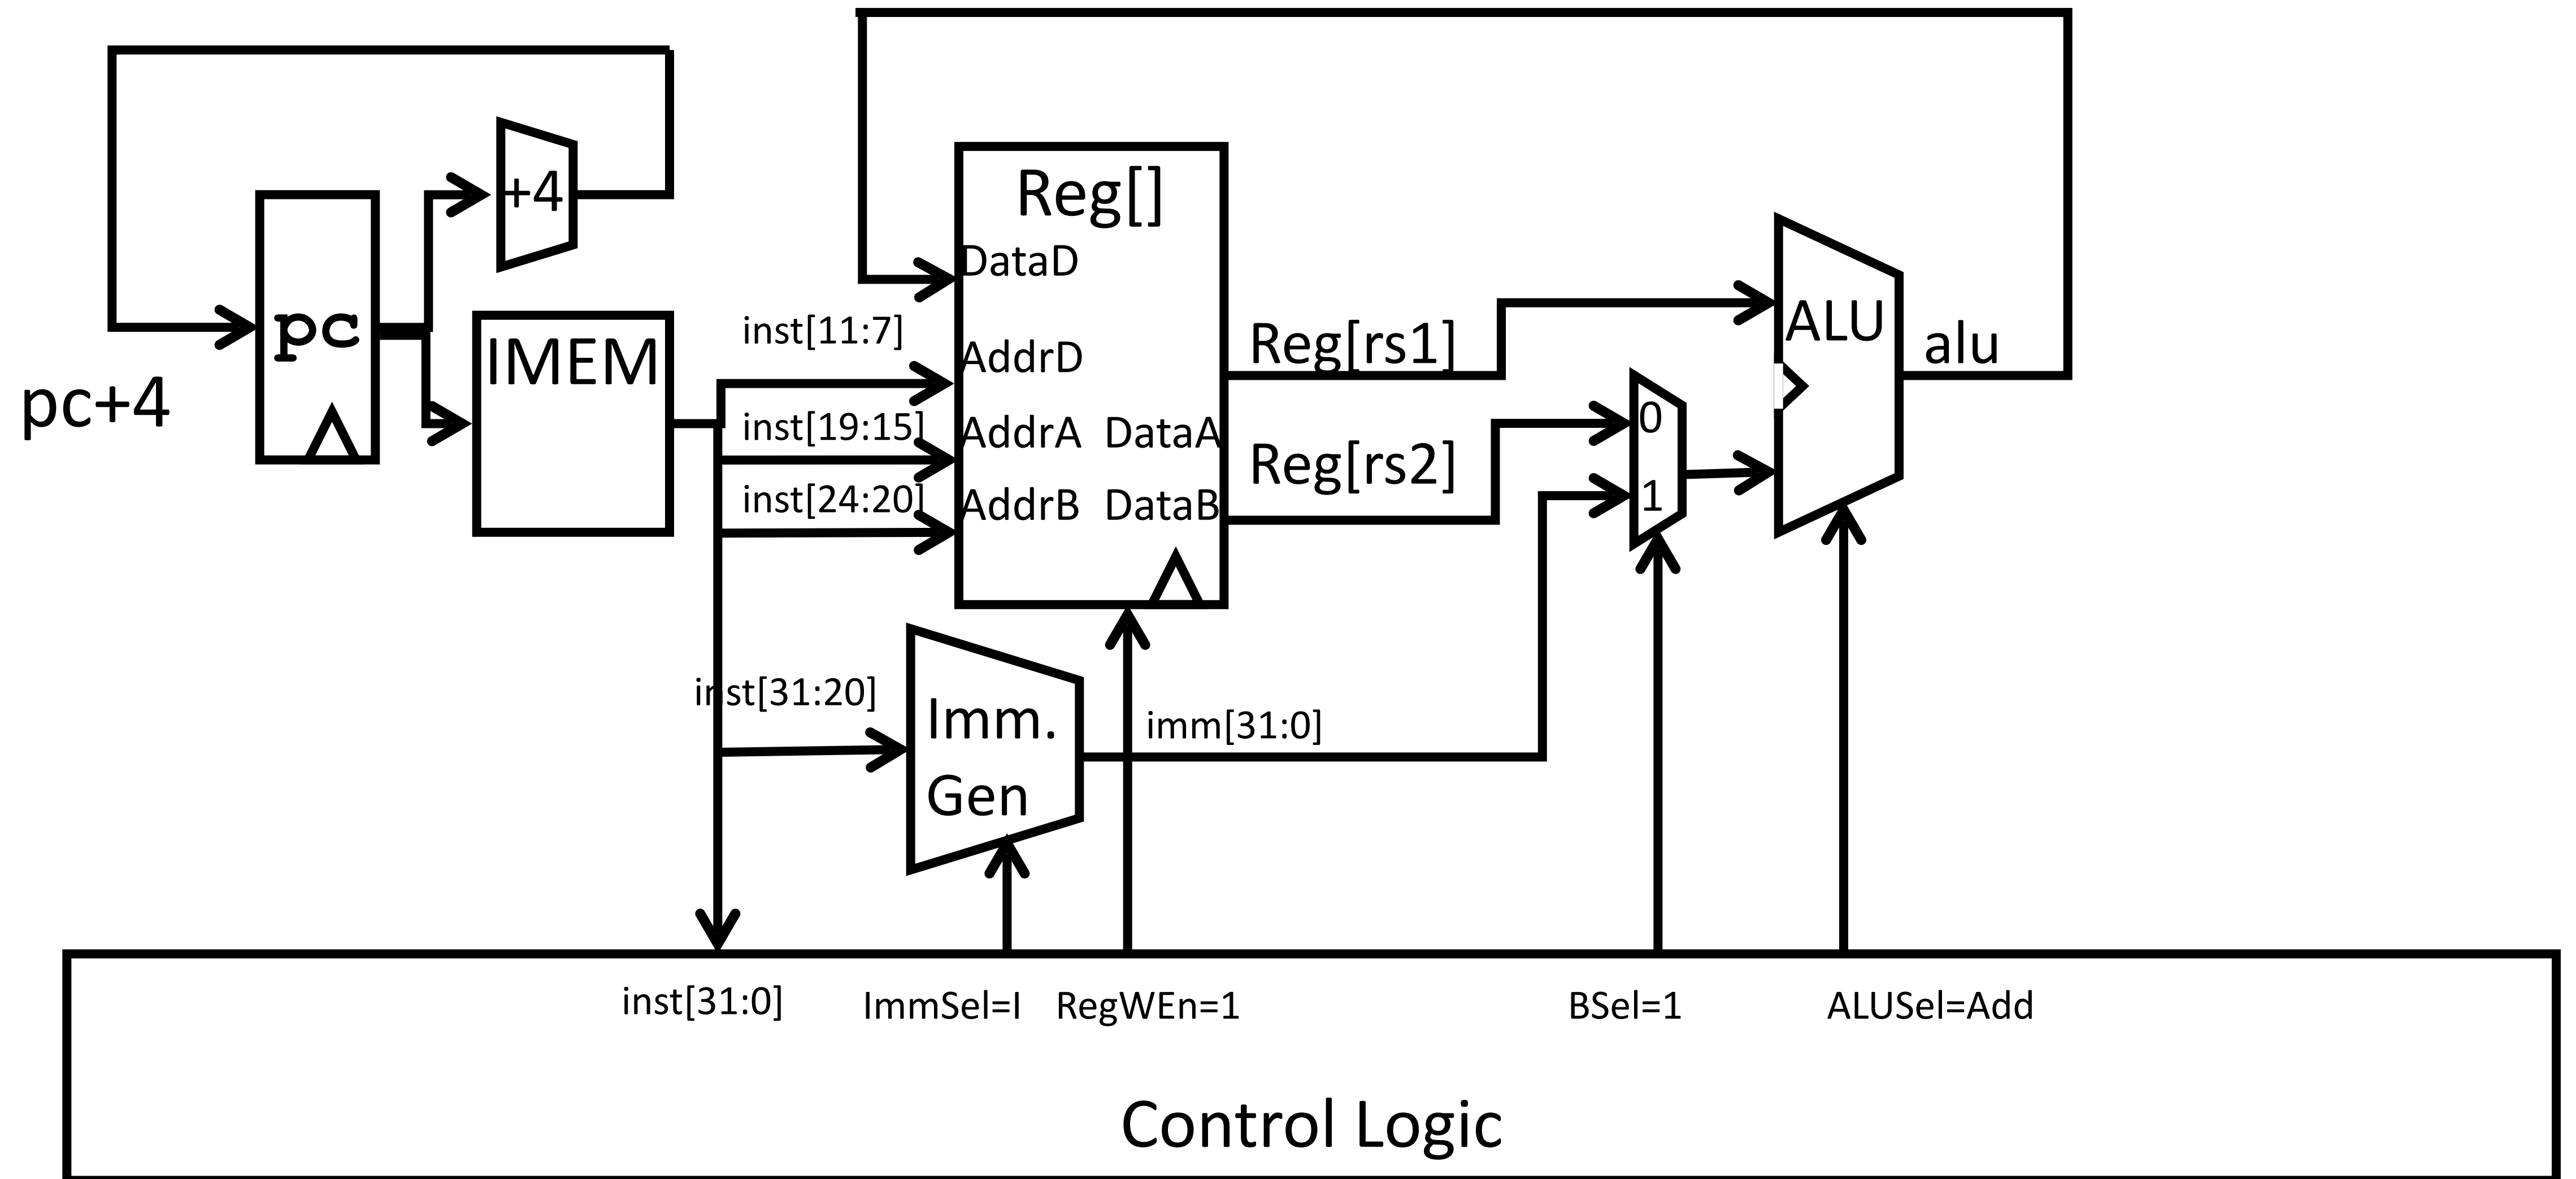 +4
pc
pc+4
IMEM
inst[11:7]
inst[19:15]
inst[24:20]
inst[31:20]
Reg[]
DataD
AddrD
AddrA DataA
AddrB DataB
Reg[rs1]
Reg[rs2]
0
1
ALU
alu
Imm.
Gen
imm[31:0]
inst[31:0]
ImmSel=I
RegWEn=1
BSel=1
ALUSel=Add
Control Logic